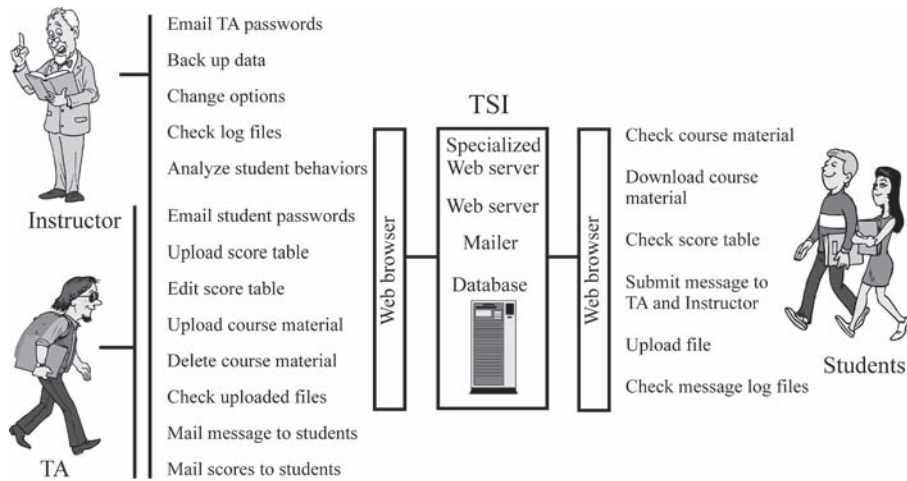 Email TA passwords
Back up data
Change options
Check log files
Analyze student behaviors
Instructor
Email student passwords
Upload score table
Edit score table
Upload course material
Delete course material
Check uploaded files
Mail message to students
Mail scores to students
TA
Web browser
TSI
Specialized
Web server
Web server
Mailer
Database
Web browser
Check course material
Download course
material
Check score table
Submit message to
TA and Instructor
Upload file
Check message log files
Students